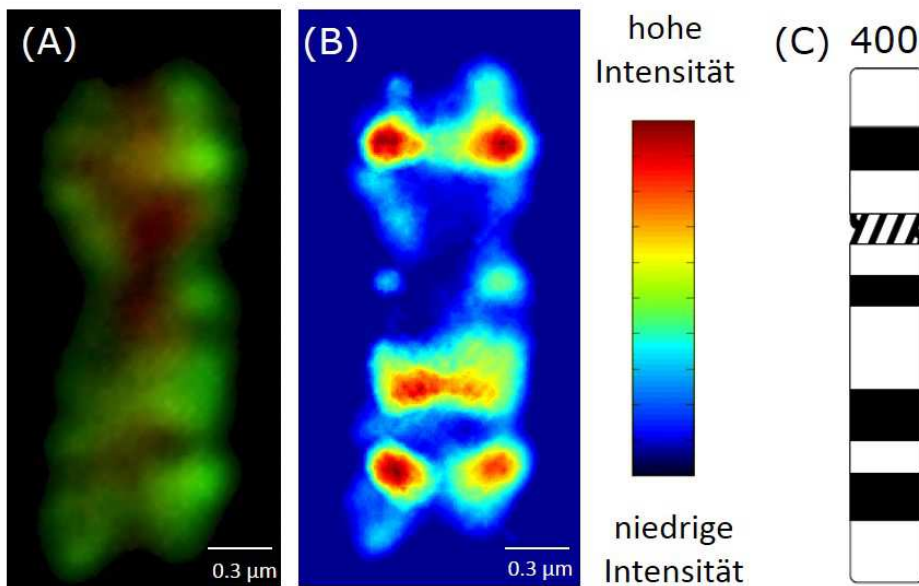 (A)
0.3 µm
(B)
0.3 µm
hohe
Intensität
niedrige
Intensität
(C) 400